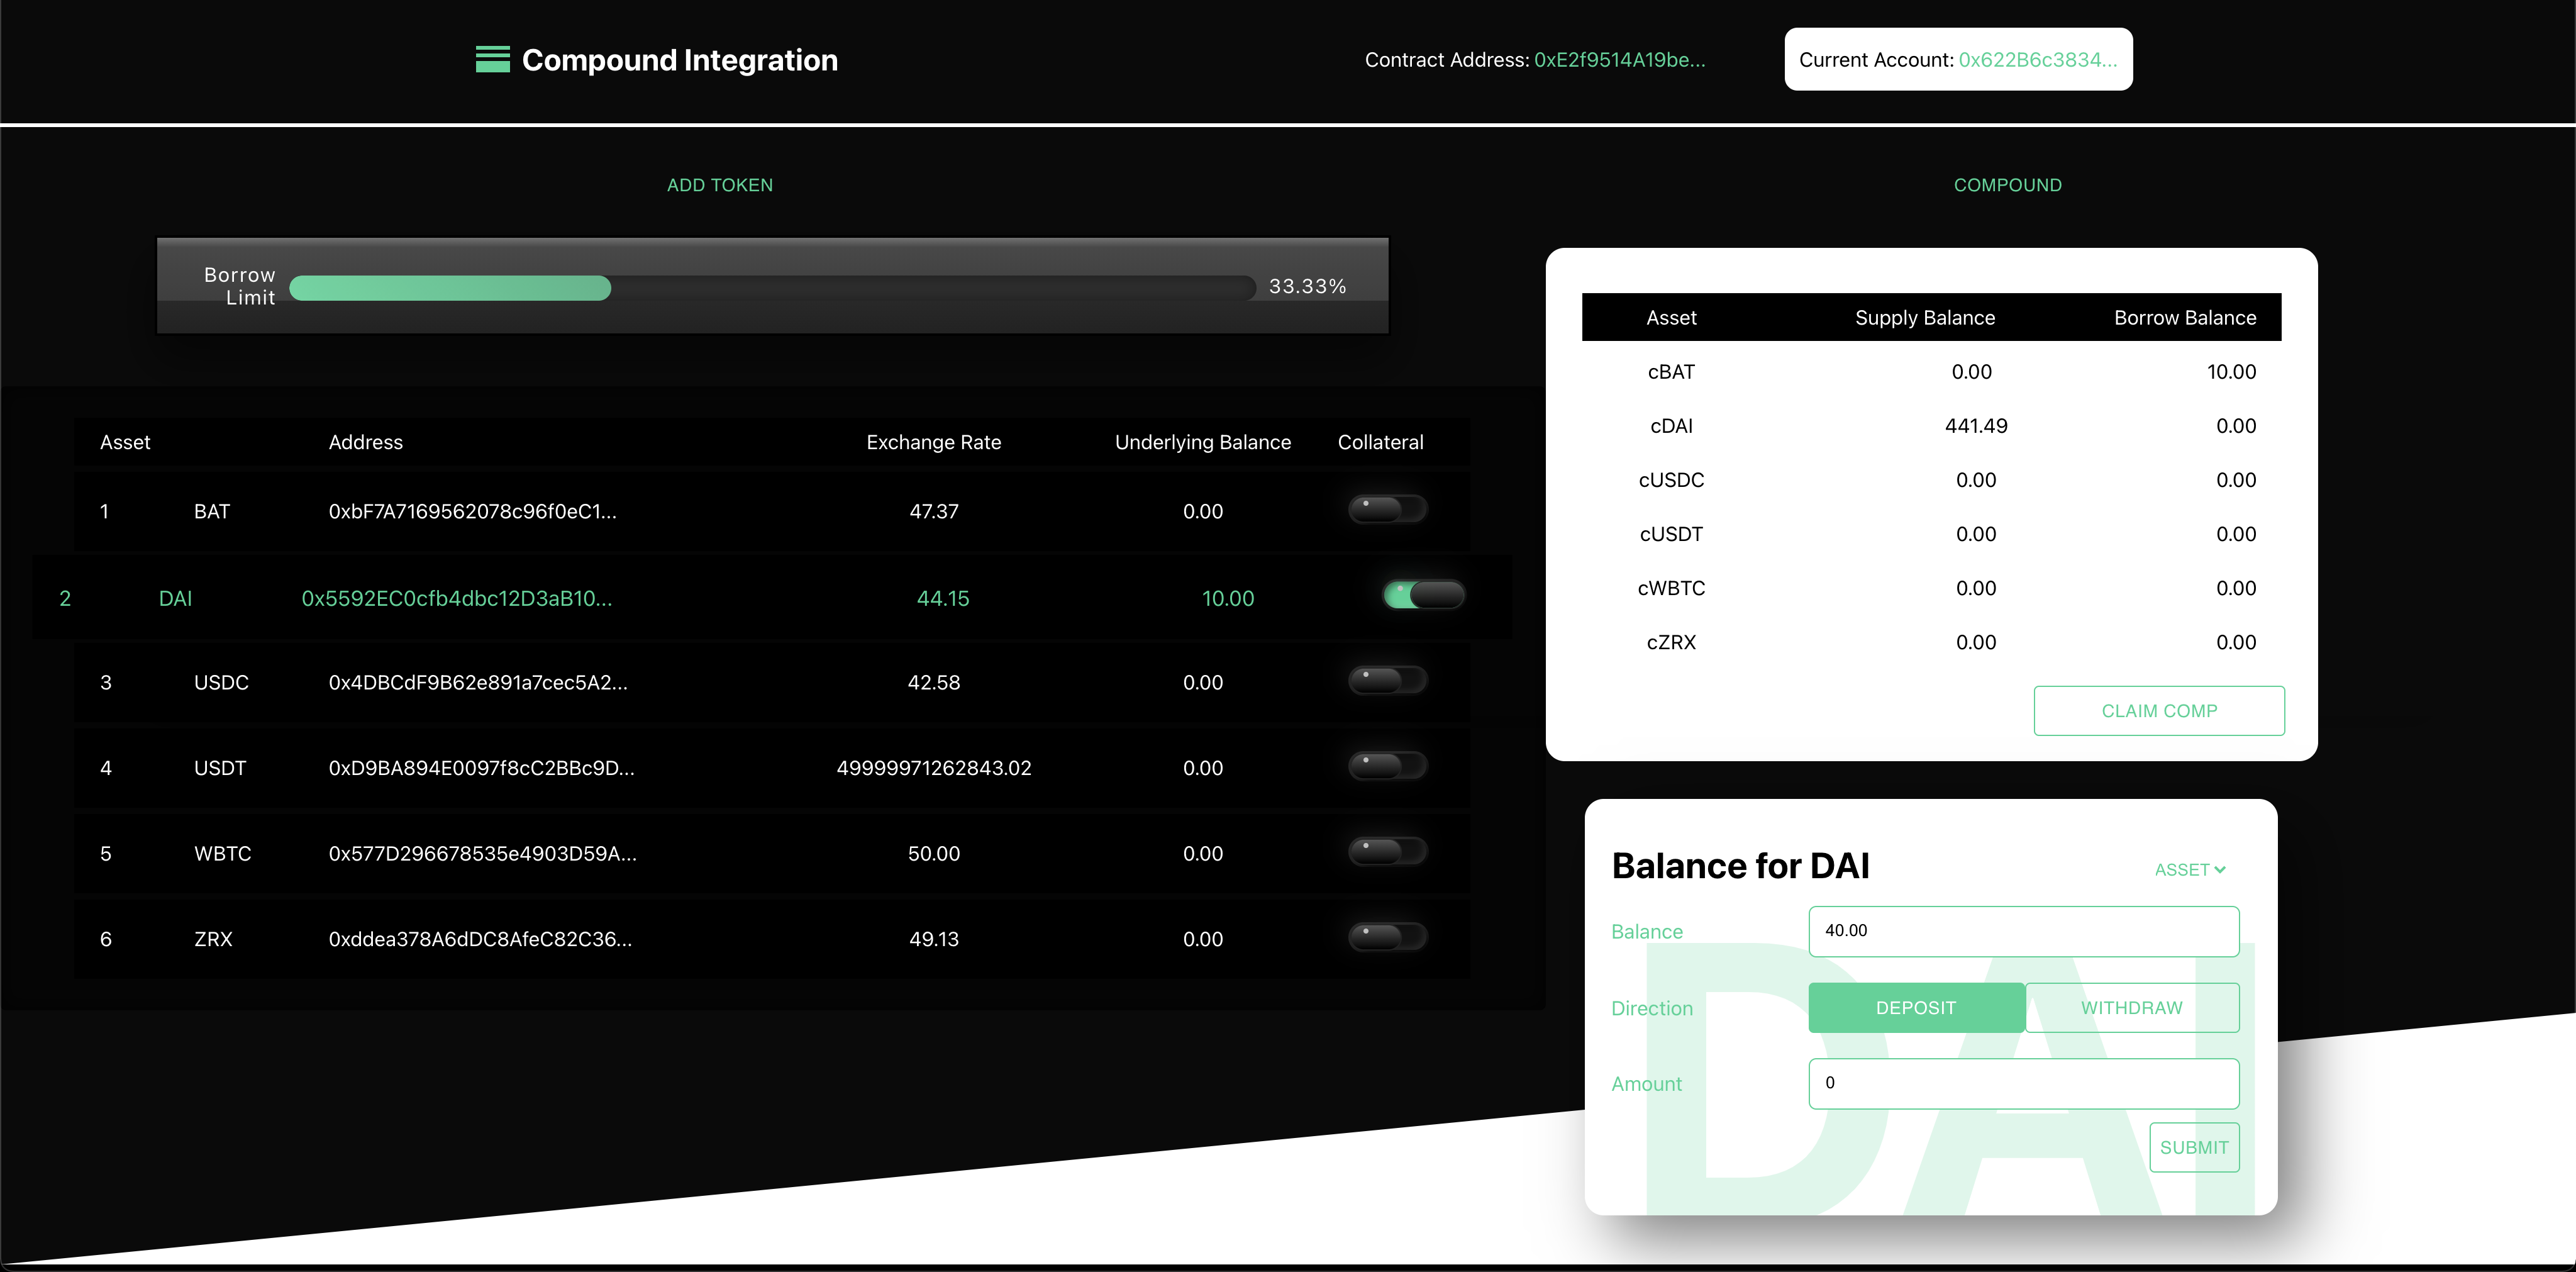 Compound Integration Contract Address: 0xE2f9514A19be... Current Account: 0x622B6c3834...
ADD TOKEN
Borrow
Limit
33.33%
Asset Address Exchange Rate Underlying Balance Collateral
1 BAT 0xbF7A7169562078c96f0eC1... 47.37 0.00
2 DAI 0x5592EC0cfb4dbc12D3aB10... 44.15 10.00
3 USDC 0x4DBCdF9B62e891a7cec5A2... 42.58 0.00
4 USDT 0xD9BA894E0097f8cC2BBc9D... 49999971262843.02 0.00
5 WBTC 0x577D296678535e4903D59A... 50.00 0.00
6 ZRX 0xddea378A6dDC8AfeC82C36... 49.13 0.00
COMPOUND
Asset Supply Balance Borrow Balance
cBAT 0.00 10.00
cDAI 441.49 0.00
cUSDC 0.00 0.00
cUSDT 0.00 0.00
cWBTC 0.00 0.00
cZRX 0.00 0.00
CLAIM COMP
Balance for DAI ASSET
Balance 40.00
Direction DEPOSIT WITHDRAW
Amount 0
SUBMIT
DAI